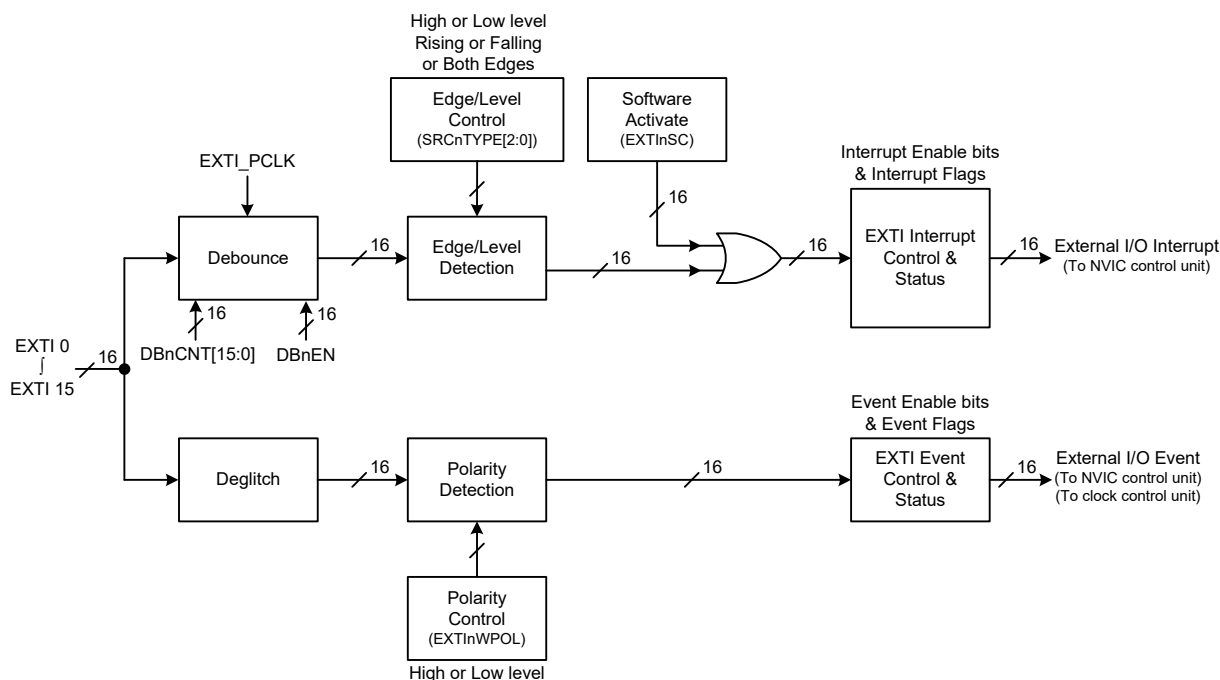 High or Low level
Rising or Falling
or Both Edges
Edge/Level
Control
(SRCnTYPE[2:0])
Software
Activate
(EXTInSC)
EXTI_PCLK
16
Interrupt Enable bits
& Interrupt Flags
Debounce
16
Edge/Level
Detection
16
16
EXTI Interrupt
Control &
Status
16
External I/O Interrupt
(To NVIC control unit)
16
16
DBnCNT[15:0]
DBnEN
EXTI 0
∫
EXTI 15
16
Event Enable bits
& Event Flags
Deglitch
16
Polarity
Detection
16
EXTI Event
Control &
Status
16
External I/O Event
(To NVIC control unit)
(To clock control unit)
Polarity
Control
(EXTInWPOL)
High or Low level